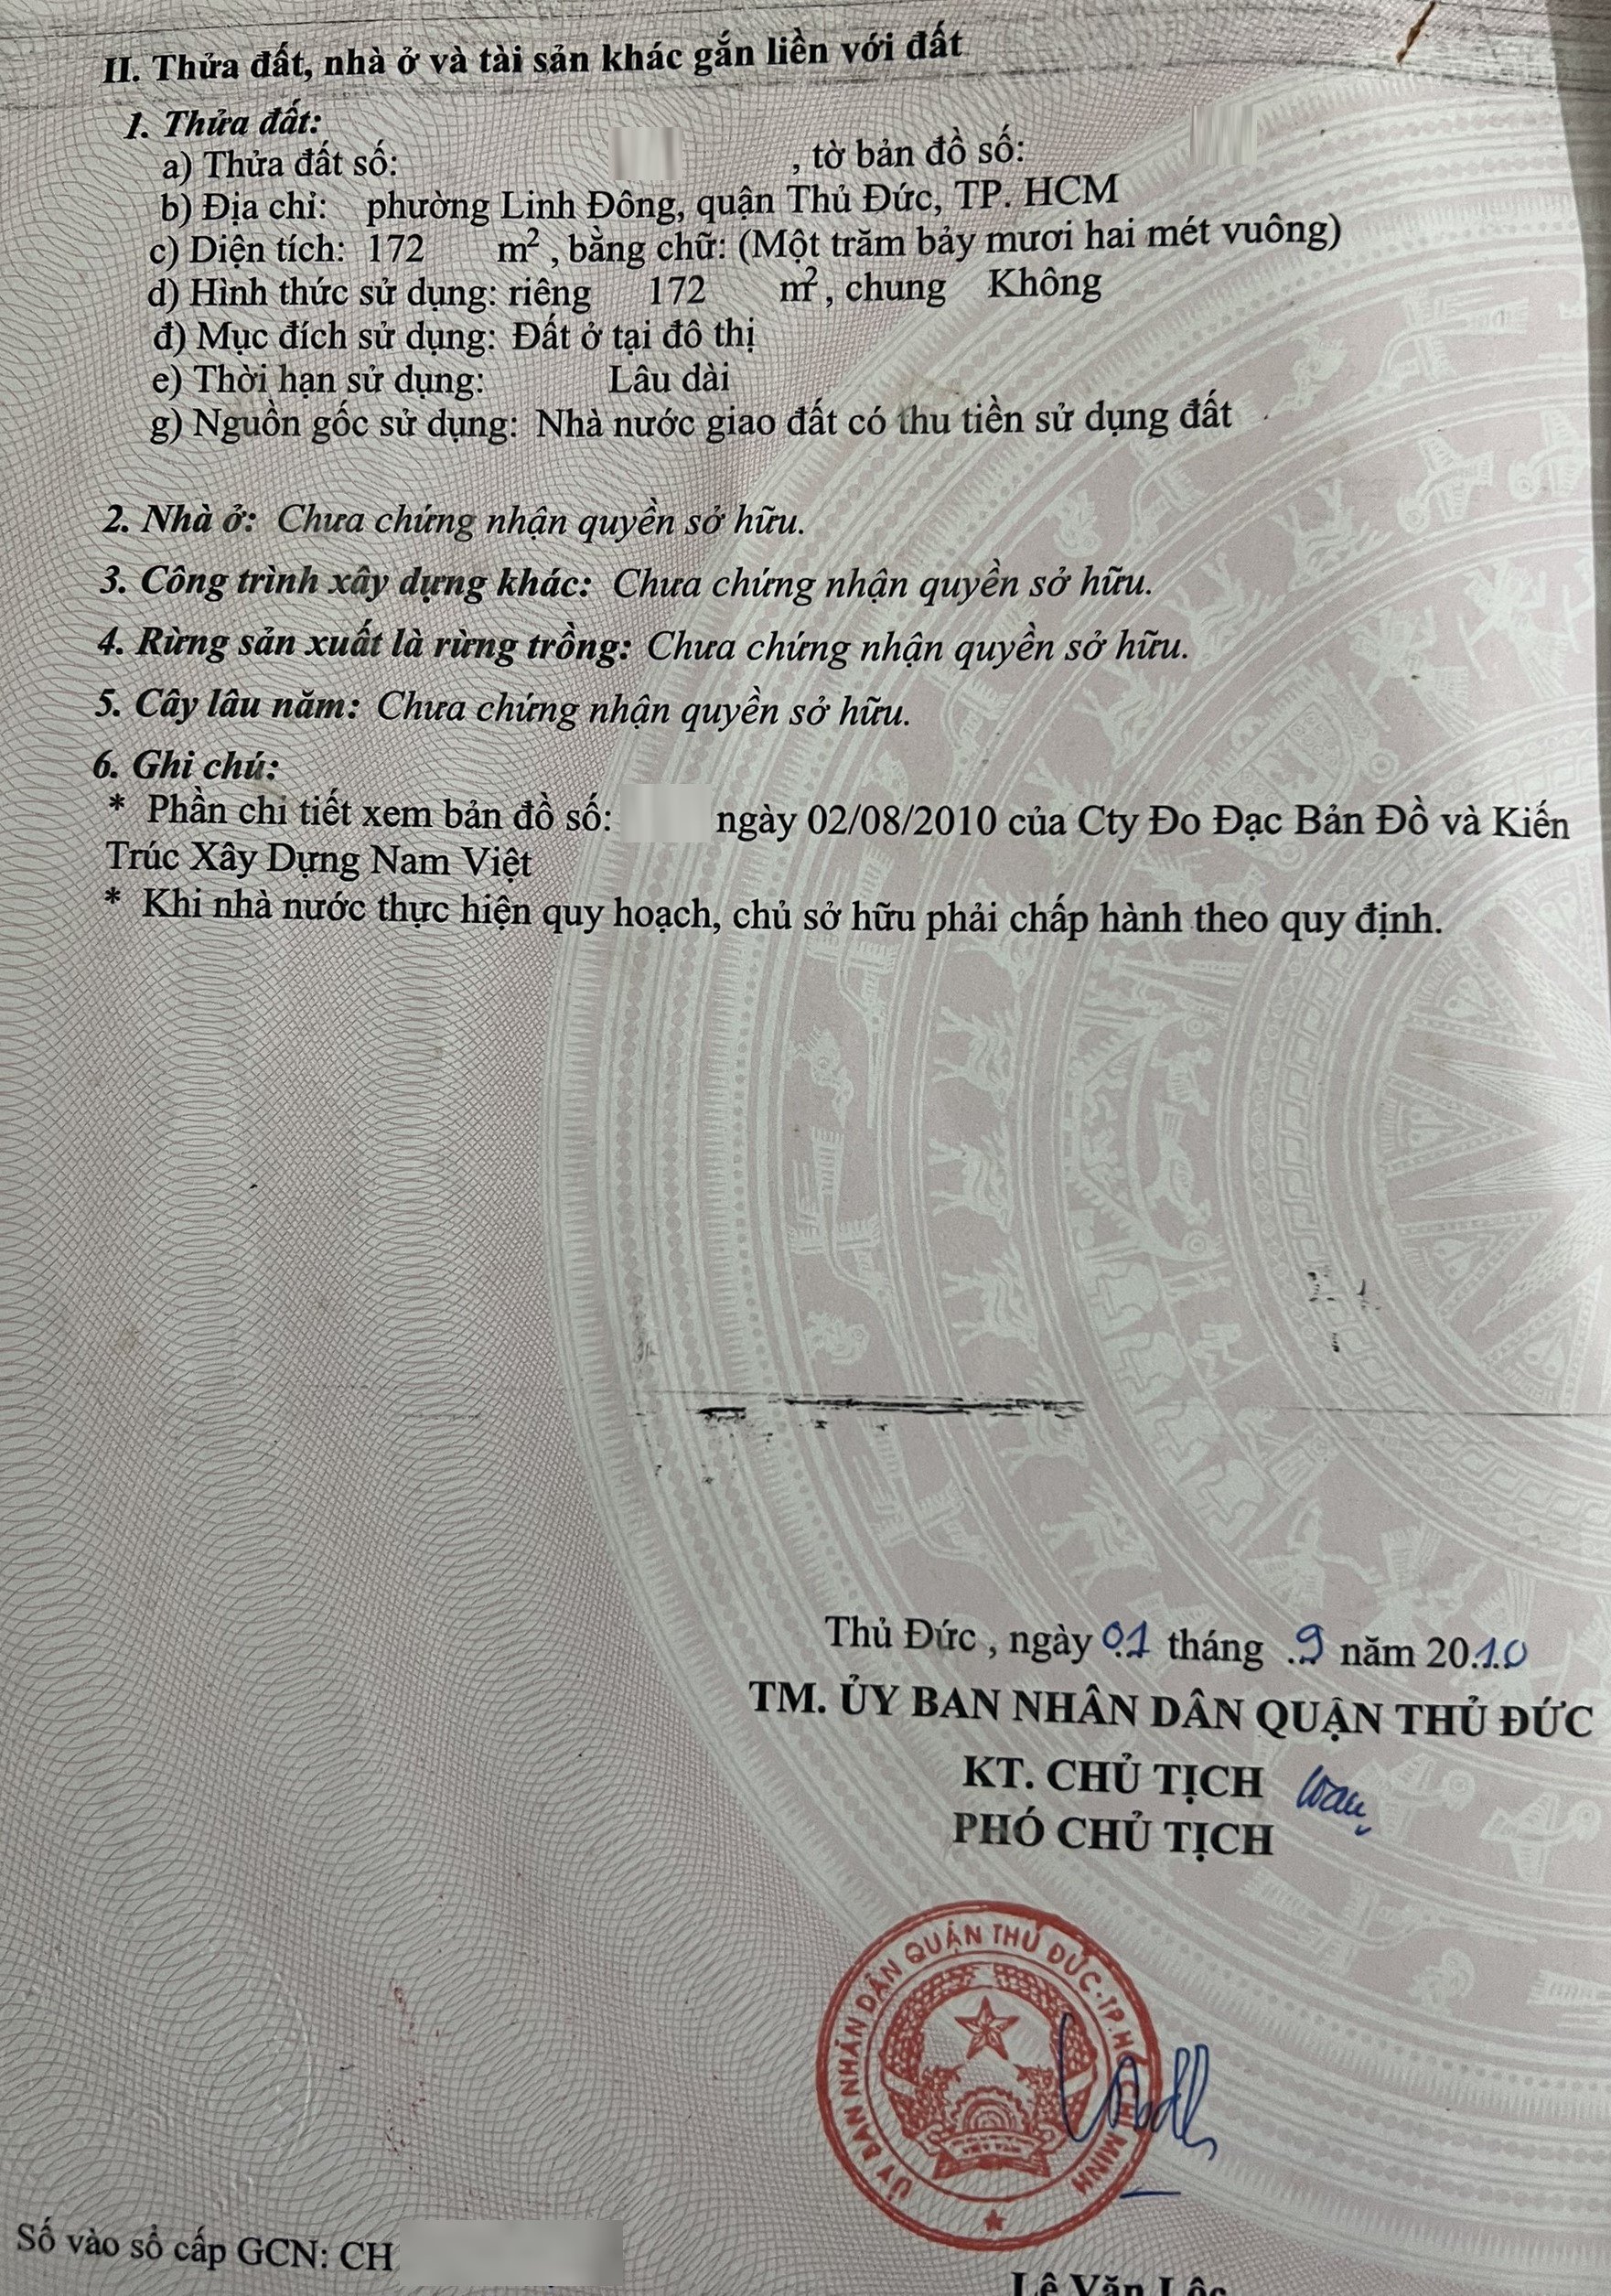 II. Thửa đất, nhà ở và tài sản khác gắn liền với đất
1. Thửa đất:
a) Thửa đất số: , tờ bản đồ số:
b) Địa chỉ: phường Linh Đông, quận Thủ Đức, TP. HCM
c) Diện tích: 172 m², bằng chữ: (Một trăm bảy mươi hai mét vuông)
d) Hình thức sử dụng: riêng 172 m², chung Không
đ) Mục đích sử dụng: Đất ở tại đô thị
e) Thời hạn sử dụng: Lâu dài
g) Nguồn gốc sử dụng: Nhà nước giao đất có thu tiền sử dụng đất
2. Nhà ở: Chưa chứng nhận quyền sở hữu.
3. Công trình xây dựng khác: Chưa chứng nhận quyền sở hữu.
4. Rừng sản xuất là rừng trồng: Chưa chứng nhận quyền sở hữu.
5. Cây lâu năm: Chưa chứng nhận quyền sở hữu.
6. Ghi chú:
* Phần chi tiết xem bản đồ số: ngày 02/08/2010 của Cty Đo Đạc Bản Đồ và Kiến
Trúc Xây Dựng Nam Việt
* Khi nhà nước thực hiện quy hoạch, chủ sở hữu phải chấp hành theo quy định.
Thủ Đức , ngày 01 tháng .9 năm 2010
TM. ỦY BAN NHÂN DÂN QUẬN THỦ ĐỨC
KT. CHỦ TỊCH
PHÓ CHỦ TỊCH
ỦY BAN NHÂN DÂN QUẬN THỦ ĐỨC-TP.HỒ CHÍ MINH
Số vào sổ cấp GCN: CH
Lê Văn Lộc